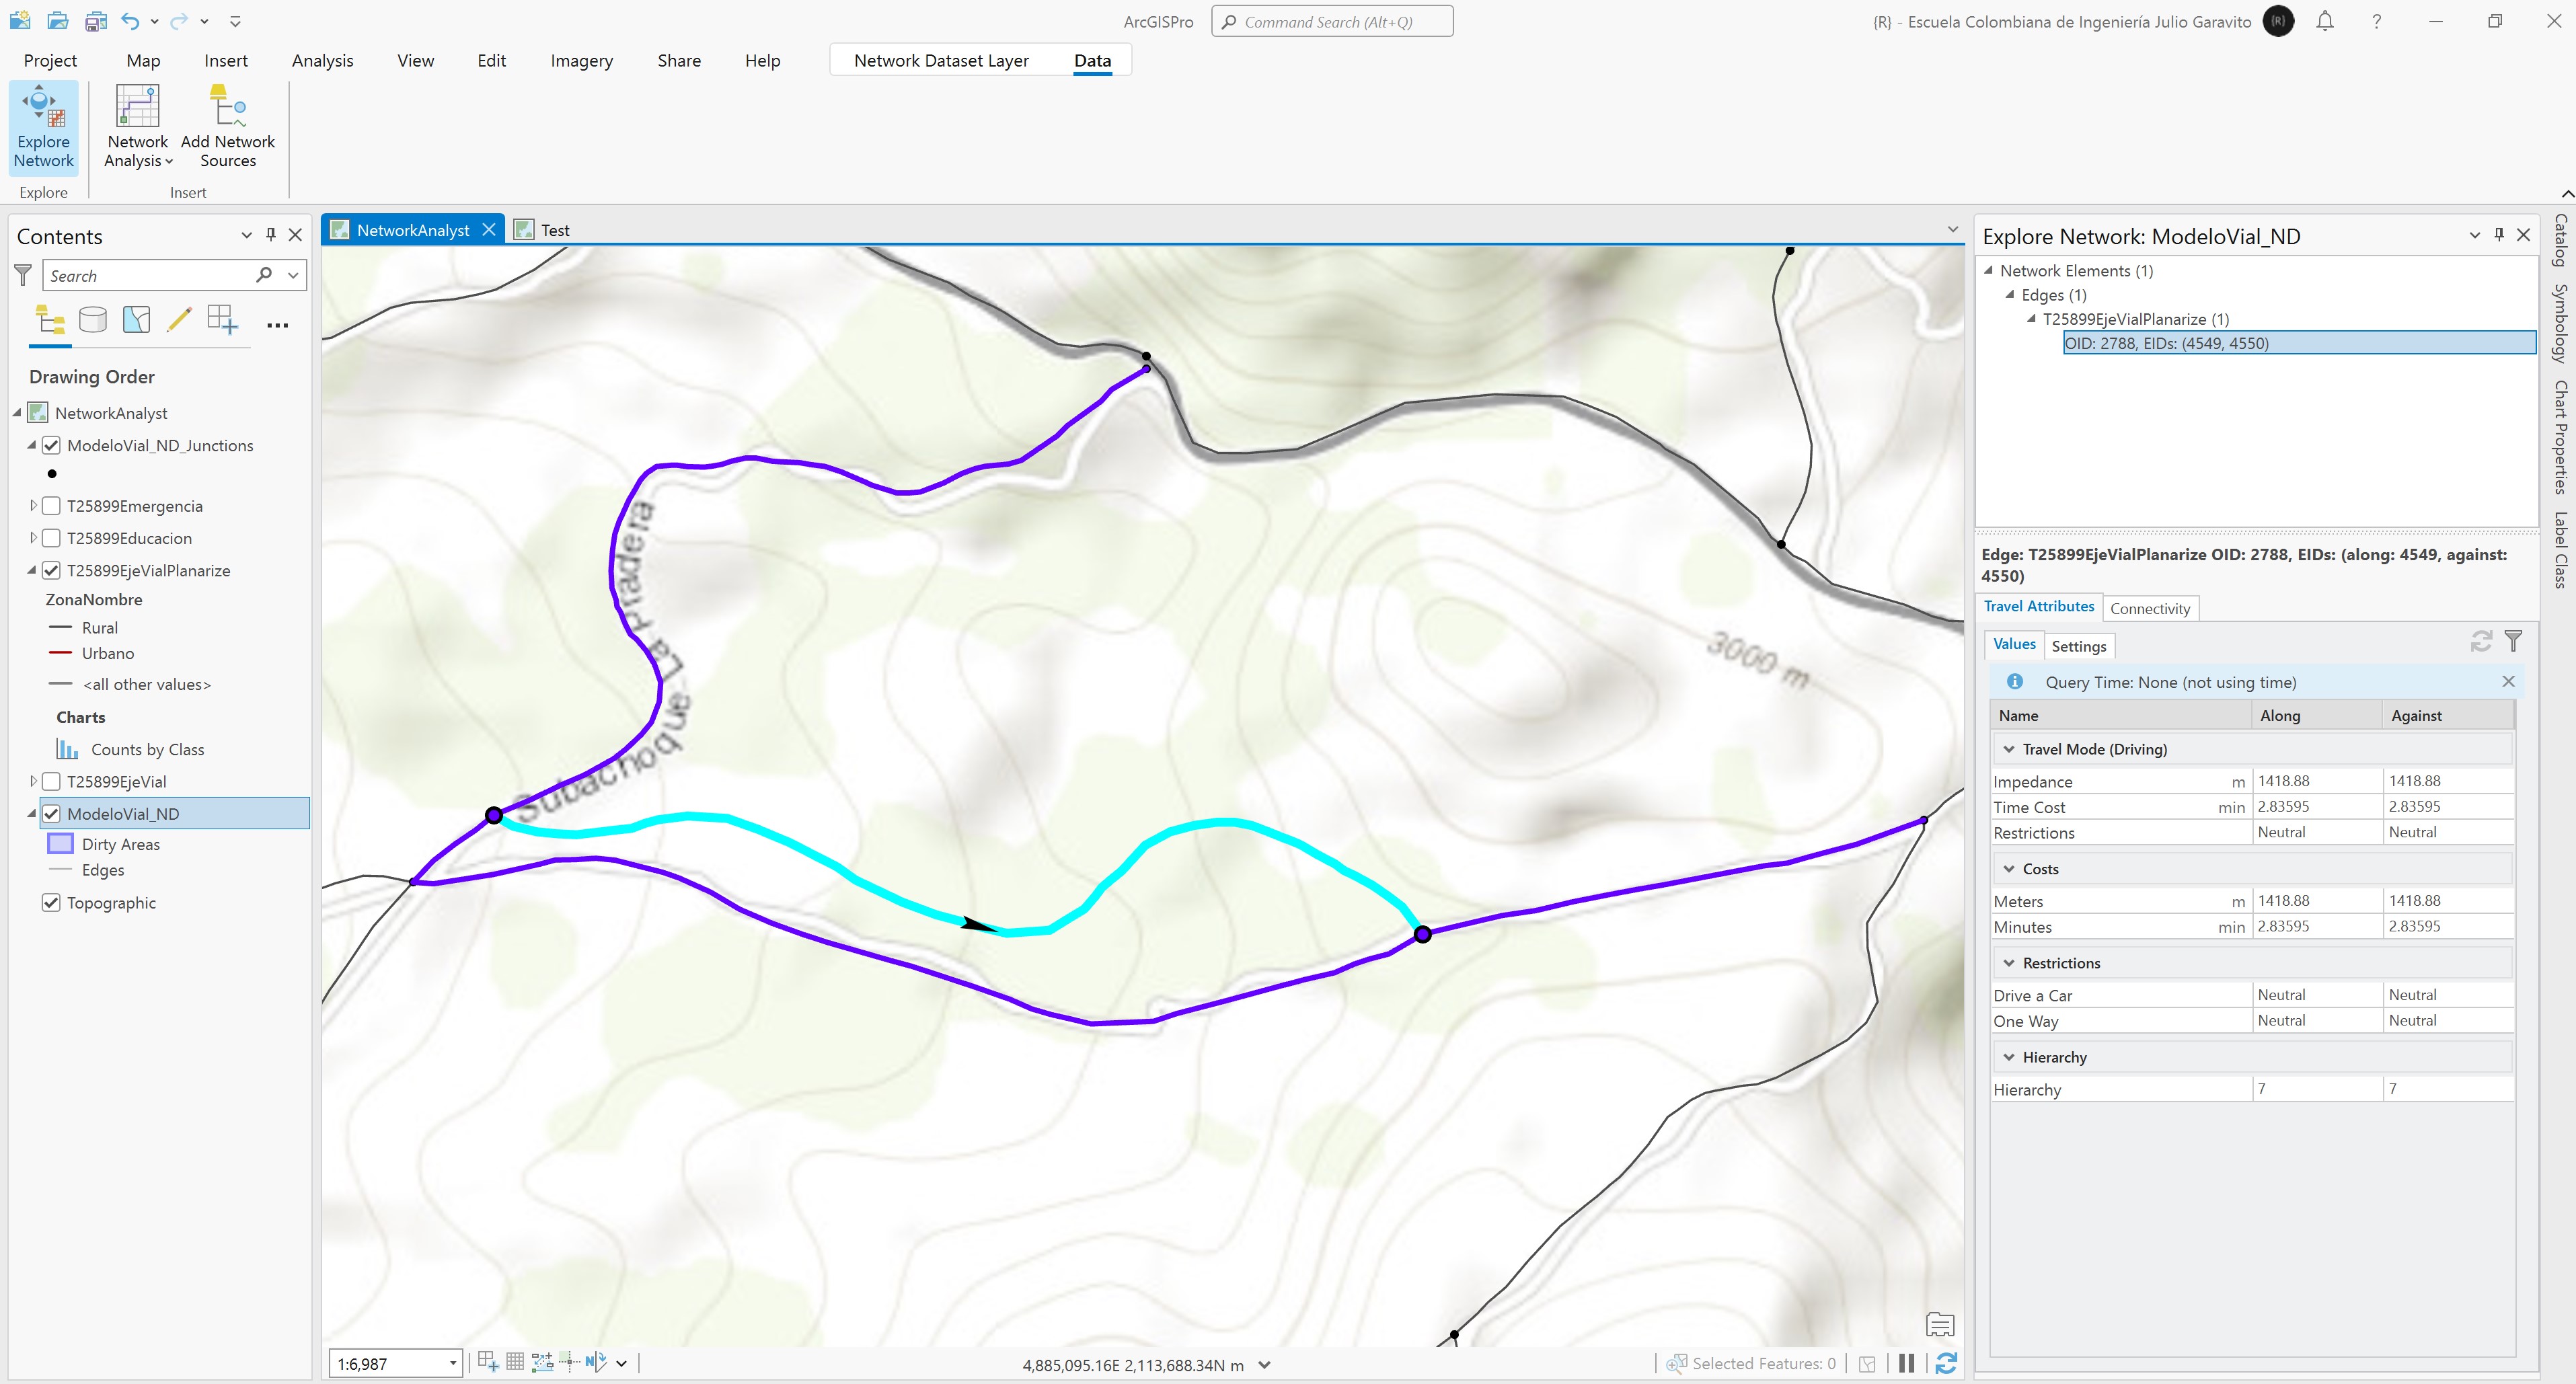 ArcGISPro
Command Search (Alt+Q)
{R} - Escuela Colombiana de Ingeniería Julio Garavito
{R}
Project
Map
Insert
Analysis
View
Edit
Imagery
Share
Help
Network Dataset Layer
Data
Explore Network
Network Analysis
Add Network Sources
Explore
Insert
Contents
Search
Drawing Order
NetworkAnalyst
ModeloVial_ND_Junctions
T25899Emergencia
T25899Educacion
T25899EjeVialPlanarize
ZonaNombre
Rural
Urbano
<all other values>
Charts
Counts by Class
T25899EjeVial
ModeloVial_ND
Dirty Areas
Edges
Topographic
NetworkAnalyst
Test
Subachoque La Pradera
3000 m
1:6,987
4,885,095.16E 2,113,688.34N m
Selected Features: 0
Explore Network: ModeloVial_ND
Network Elements (1)
Edges (1)
T25899EjeVialPlanarize (1)
OID: 2788, EIDs: (4549, 4550)
Edge: T25899EjeVialPlanarize OID: 2788, EIDs: (along: 4549, against:
4550)
Travel Attributes
Connectivity
Values
Settings
Query Time: None (not using time)
Name Along Against
Travel Mode (Driving)
Impedance m 1418.88 1418.88
Time Cost min 2.83595 2.83595
Restrictions Neutral Neutral
Costs
Meters m 1418.88 1418.88
Minutes min 2.83595 2.83595
Restrictions
Drive a Car Neutral Neutral
One Way Neutral Neutral
Hierarchy
Hierarchy 7 7
Catalog
Symbology
Chart Properties
Label Class